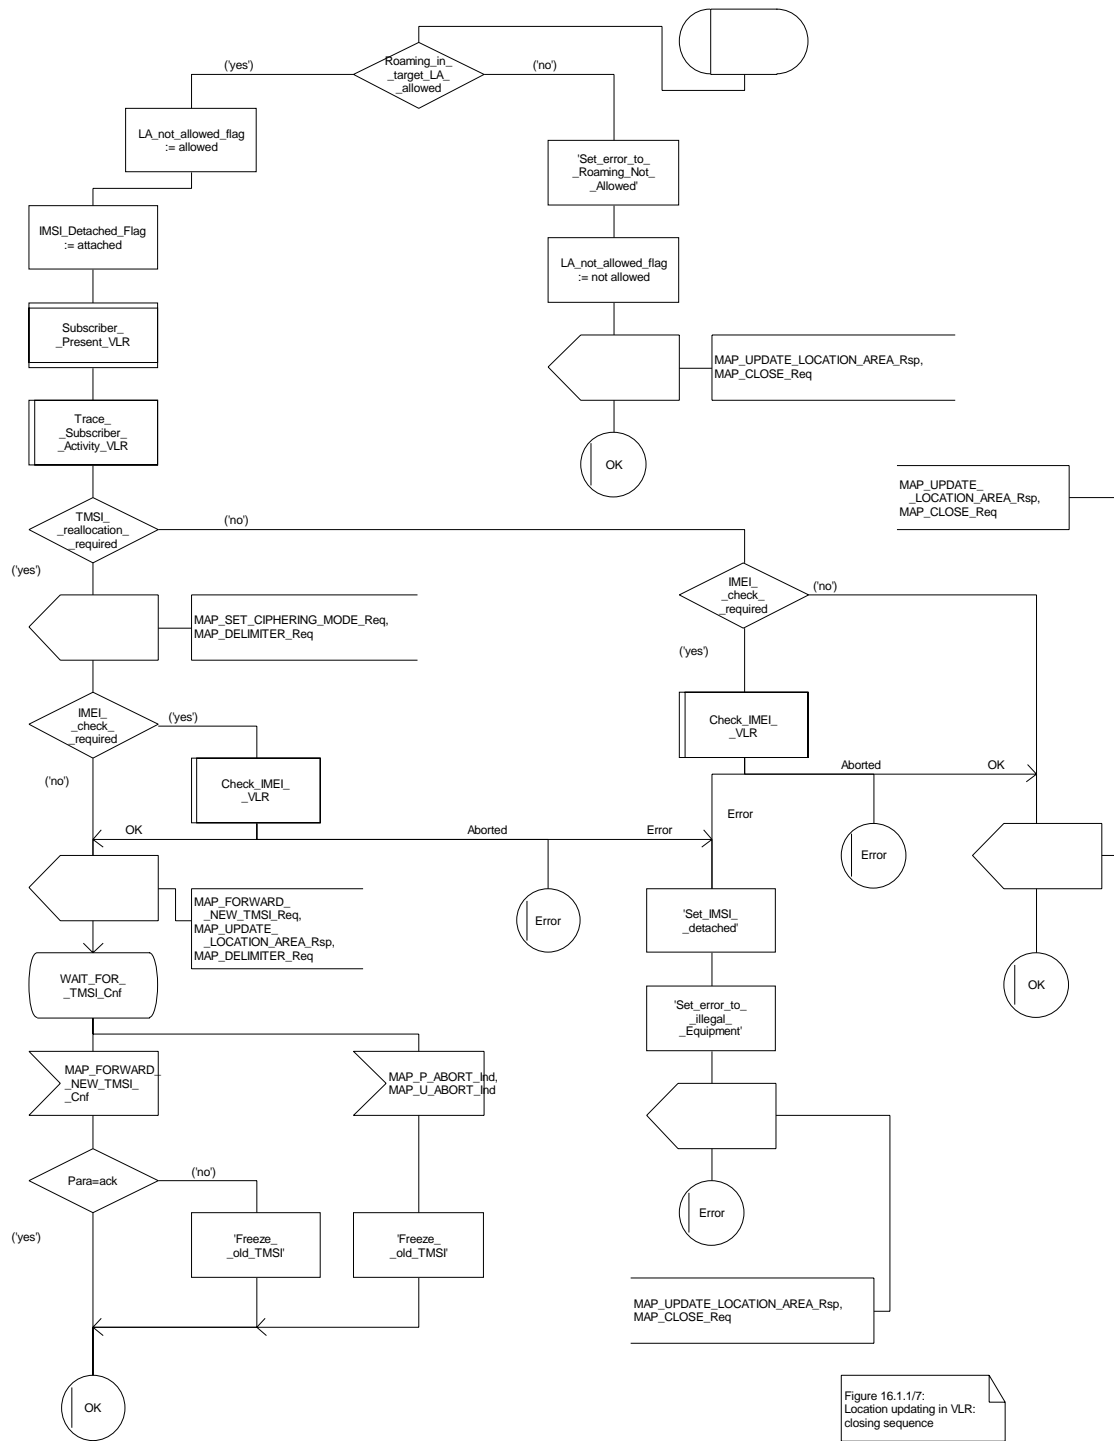 Roaming_in_
_target_LA_
_allowed
('yes')
('no')
LA_not_allowed_flag
:= allowed
'Set_error_to_
_Roaming_Not_
_Allowed'
IMSI_Detached_Flag
:= attached
LA_not_allowed_flag
:= not allowed
Subscriber_
_Present_VLR
MAP_UPDATE_LOCATION_AREA_Rsp,
MAP_CLOSE_Req
Trace_
_Subscriber_
_Activity_VLR
OK
MAP_UPDATE_
_LOCATION_AREA_Rsp,
MAP_CLOSE_Req
TMSI_
_reallocation_
_required
('no')
('yes')
IMEI_
_check_
_required
('no')
('yes')
MAP_SET_CIPHERING_MODE_Req,
MAP_DELIMITER_Req
IMEI_
_check_
_required
('yes')
('no')
Check_IMEI_
_VLR
Check_IMEI_
_VLR
Aborted
OK
Error
OK
Aborted
Error
Error
Error
MAP_FORWARD_
_NEW_TMSI_Req,
MAP_UPDATE_
_LOCATION_AREA_Rsp,
MAP_DELIMITER_Req
'Set_IMSI_
_detached'
WAIT_FOR_
_TMSI_Cnf
'Set_error_to_
_illegal_
_Equipment'
OK
MAP_FORWARD_
_NEW_TMSI_
_Cnf
MAP_P_ABORT_Ind,
MAP_U_ABORT_Ind
Para=ack
('no')
('yes')
Error
'Freeze_
_old_TMSI'
'Freeze_
_old_TMSI'
MAP_UPDATE_LOCATION_AREA_Rsp,
MAP_CLOSE_Req
OK
Figure 16.1.1/7:
Location updating in VLR:
closing sequence